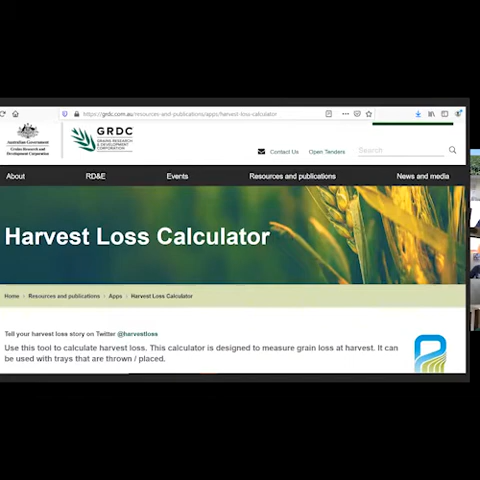 https://grdc.com.au/resources-and-publications/apps/harvest-loss-calculator
Australian Government
Grains Research and
Development Corporation
GRDC
GRAINS RESEARCH
& DEVELOPMENT
CORPORATION
Contact Us
Open Tenders
Search
About
RD&E
Events
Resources and publications
News and media
Harvest Loss Calculator
Home › Resources and publications › Apps › Harvest Loss Calculator
Tell your harvest loss story on Twitter @harvestloss
Use this tool to calculate harvest loss. This calculator is designed to measure grain loss at harvest. It can
be used with trays that are thrown / placed.